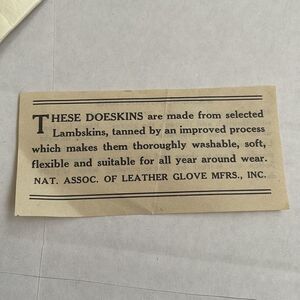 THESE DOESKINS are made from selected
Lambskins, tanned by an improved process
which makes them thoroughly washable, soft,
flexible and suitable for all year around wear.
NAT. ASSOC. OF LEATHER GLOVE MFRS., INC.